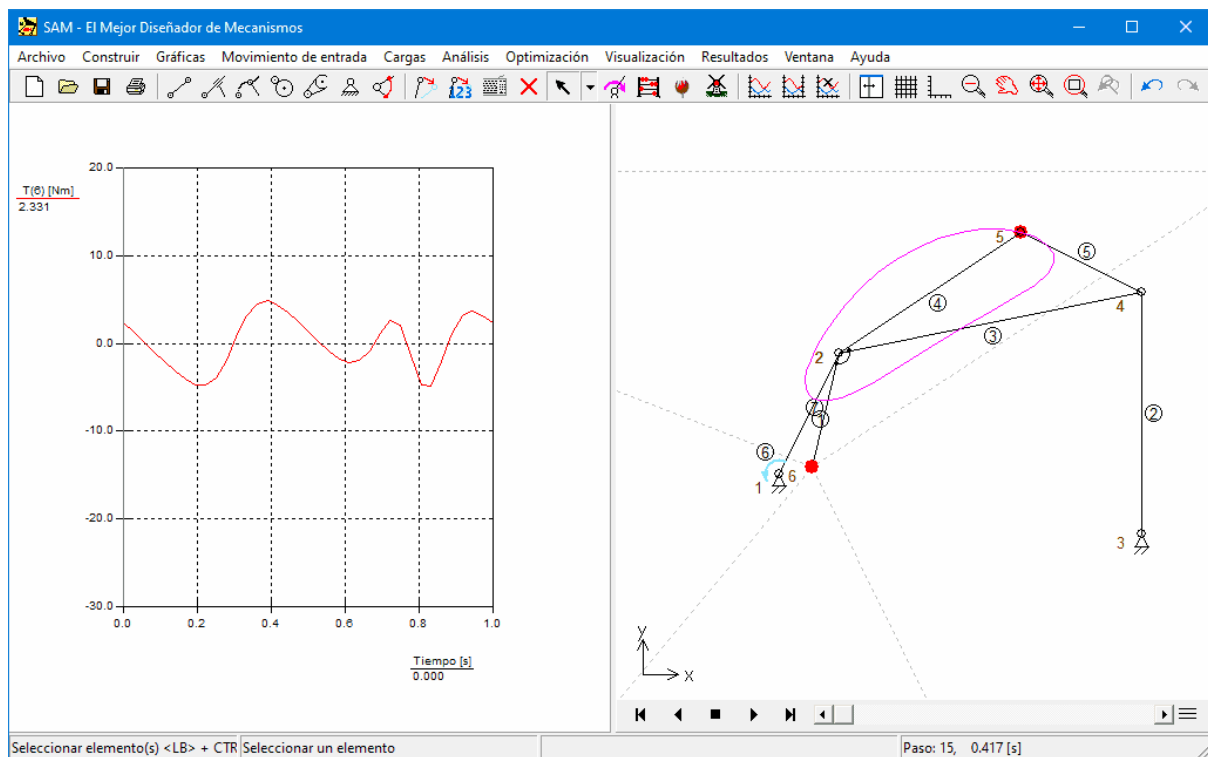 SAM - El Mejor Diseñador de Mecanismos
Archivo Construir Gráficas Movimiento de entrada Cargas Análisis Optimización Visualización Resultados Ventana Ayuda
123
T(6) [Nm]
2.331
20.0
10.0
0.0
-10.0
-20.0
-30.0
0.0 0.2 0.4 0.6 0.8 1.0
Tiempo [s]
0.000
5
5
4
4
3
2
2
7
1
6
1
6
3
y
x
Seleccionar elemento(s) <LB> + CTR Seleccionar un elemento Paso: 15, 0.417 [s]